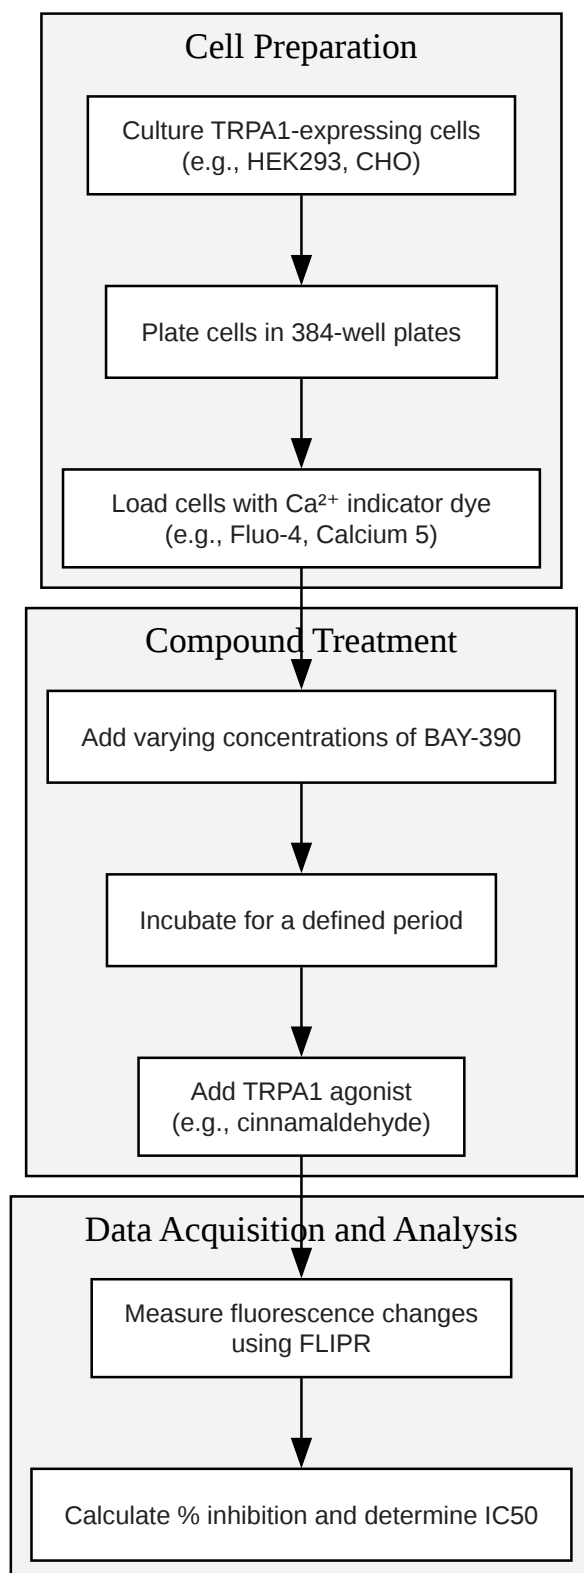 Cell Preparation
Culture TRPA1-expressing cells
(e.g., HEK293, CHO)
Plate cells in 384-well plates
Load cells with Ca²⁺ indicator dye
(e.g., Fluo-4, Calcium 5)
Compound Treatment
Add varying concentrations of BAY-390
Incubate for a defined period
Add TRPA1 agonist
(e.g., cinnamaldehyde)
Data Acquisition and Analysis
Measure fluorescence changes
using FLIPR
Calculate % inhibition and determine IC50